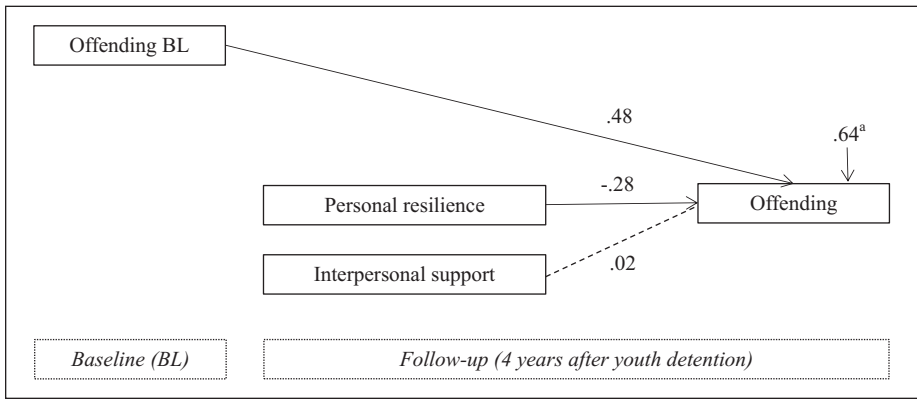 Offending BL
.48
.64a
-.28
Personal resilience
Offending
Interpersonal support
.02
Baseline (BL)
Follow-up (4 years after youth detention)